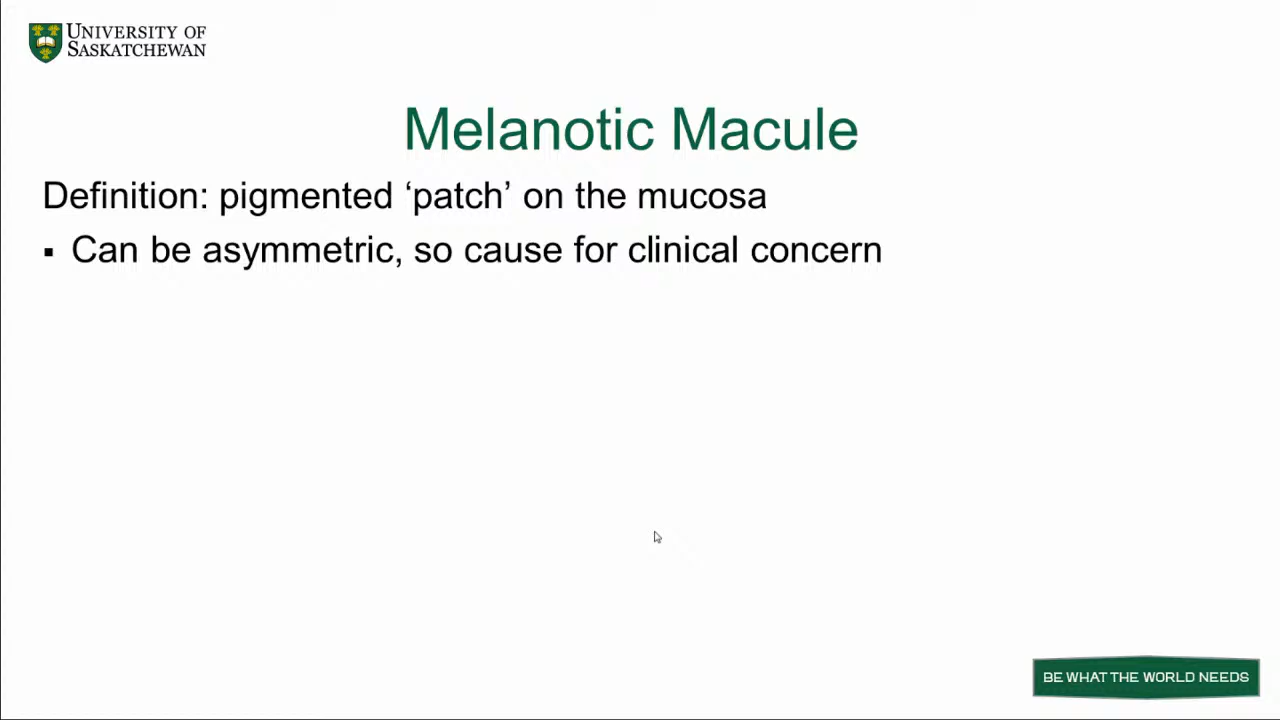 UNIVERSITY OF
SASKATCHEWAN
Melanotic Macule
Definition: pigmented ‘patch’ on the mucosa
▪ Can be asymmetric, so cause for clinical concern
BE WHAT THE WORLD NEEDS